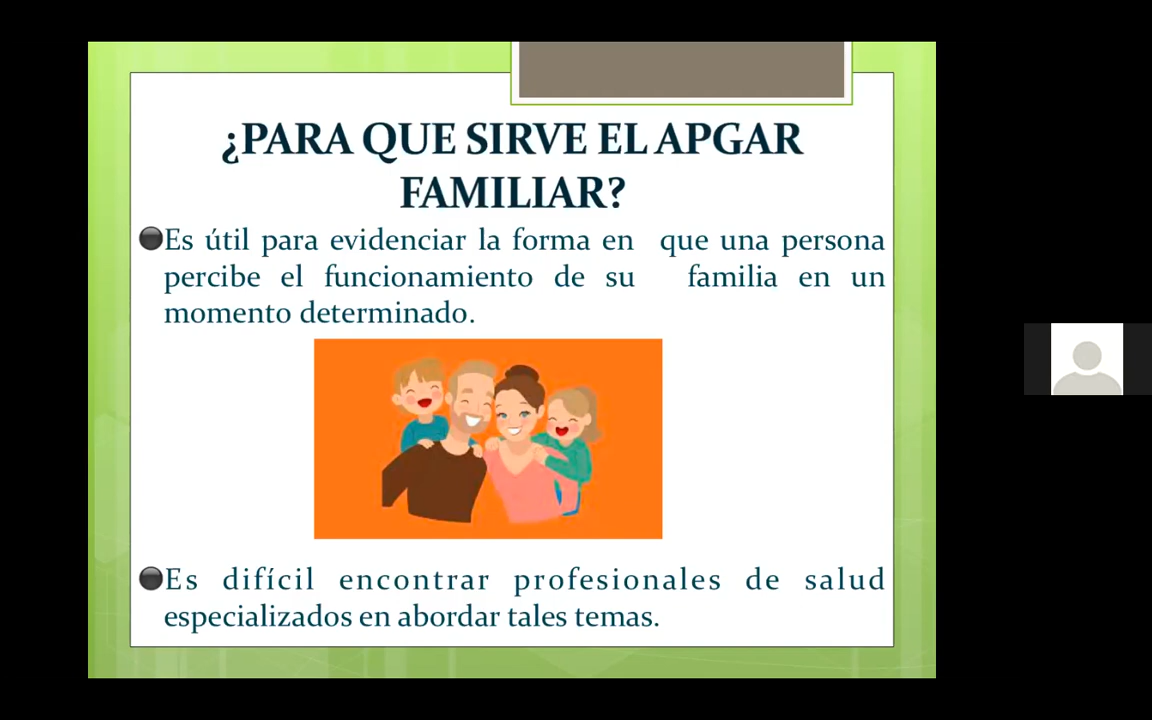 ¿PARA QUE SIRVE EL APGAR
FAMILIAR?
Es útil para evidenciar la forma en que una persona
percibe el funcionamiento de su familia en un
momento determinado.
Es difícil encontrar profesionales de salud
especializados en abordar tales temas.